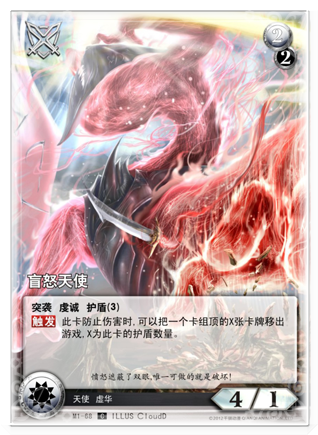 2
2
盲怒天使
突袭 虔诚 护盾(3)
触发 此卡防止伤害时,可以把一个卡组顶的X张卡牌移出
游戏,X为此卡的护盾数量。
愤怒遮蔽了双眼,唯一可做的就是破坏!
天使 虚华
4/1
M1-68 C ILLUS CloudD